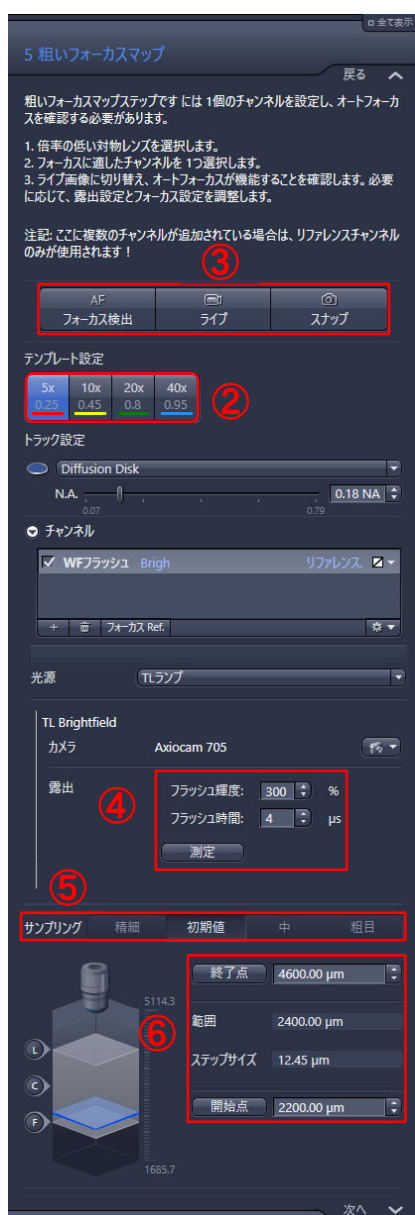 全て表示
5 粗いフォーカスマップ
戻る
粗いフォーカスマップステップです には 1個のチャンネルを設定し、オートフォーカ
スを確認する必要があります。
1. 倍率の低い対物レンズを選択します。
2. フォーカスに適したチャンネルを 1つ選択します。
3. ライブ画像に切り替え、オートフォーカスが機能することを確認します。必要
に応じて、露出設定とフォーカス設定を調整します。
注記: ここに複数のチャンネルが追加されている場合は、リファレンスチャンネル
のみが使用されます！
③
AF
フォーカス検出 ライブ スナップ
テンプレート設定
5x 10x 20x 40x
0.25 0.45 0.8 0.95
②
トラック設定
Diffusion Disk
N.A. 0.18 NA
0.07 0.79
チャンネル
WFフラッシュ Brigh リファレンス.
+ フォーカス Ref.
光源 TLランプ
TL Brightfield
カメラ Axiocam 705
露出 ④ フラッシュ輝度: 300 %
フラッシュ時間: 4 μs
測定
⑤
サンプリング 精細 初期値 中 粗目
終了点 4600.00 μm
5114.3
⑥ 範囲 2400.00 μm
L
ステップサイズ 12.45 μm
C
開始点 2200.00 μm
F
1685.7
次へ